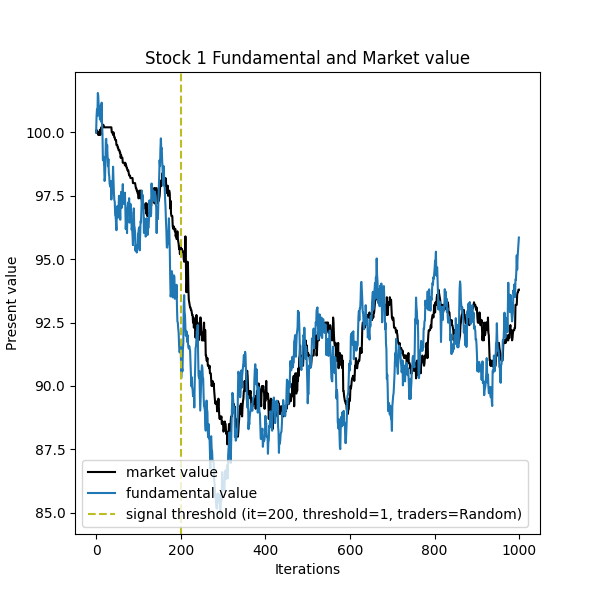 Stock 1 Fundamental and Market value
Present value
100.0
97.5
95.0
92.5
90.0
87.5
85.0
market value
fundamental value
signal threshold (it=200, threshold=1, traders=Random)
0
200
400
600
800
1000
Iterations